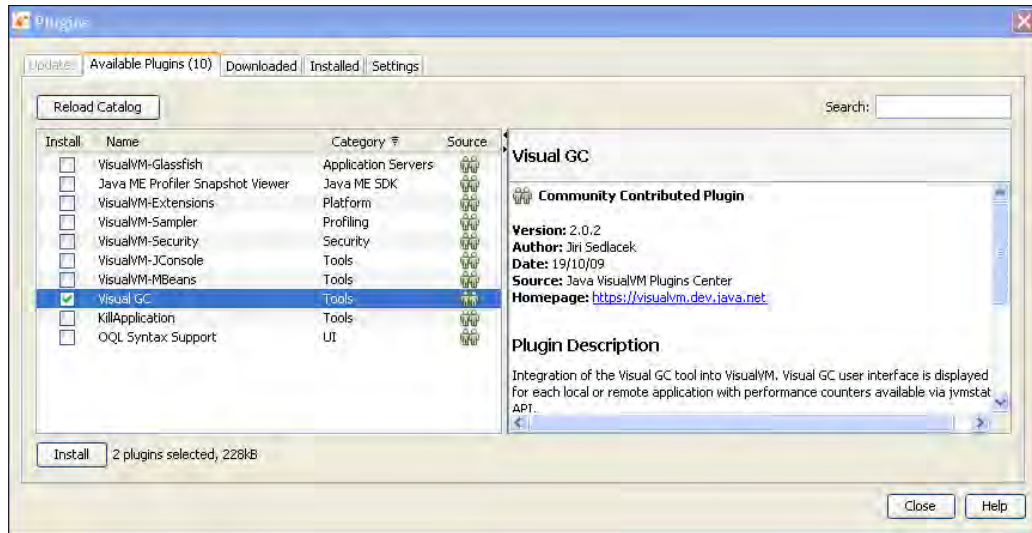 Plugins
Updates
Available Plugins (10)
Downloaded
Installed
Settings
Reload Catalog
Search:
Install Name Category Source
VisualVM-Glassfish Application Servers
Java ME Profiler Snapshot Viewer Java ME SDK
VisualVM-Extensions Platform
VisualVM-Sampler Profiling
VisualVM-Security Security
VisualVM-JConsole Tools
VisualVM-MBeans Tools
Visual GC Tools
KillApplication Tools
OQL Syntax Support UI
Visual GC
Community Contributed Plugin
Version: 2.0.2
Author: Jiri Sedlacek
Date: 19/10/09
Source: Java VisualVM Plugins Center
Homepage: https://visualvm.dev.java.net
Plugin Description
Integration of the Visual GC tool into VisualVM. Visual GC user interface is displayed
for each local or remote application with performance counters available via jvmstat
API.
Install 2 plugins selected, 228kB
Close Help